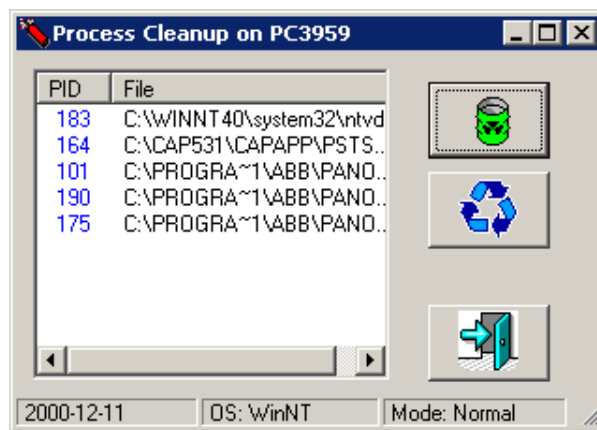 Process Cleanup on PC3959
PID File
183 C:\WINNT40\system32\ntvd
164 C:\CAP531\CAPAPP\PSTS..
101 C:\PROGRA~1\ABB\PANO..
190 C:\PROGRA~1\ABB\PANO..
175 C:\PROGRA~1\ABB\PANO..
2000-12-11 OS: WinNT Mode: Normal